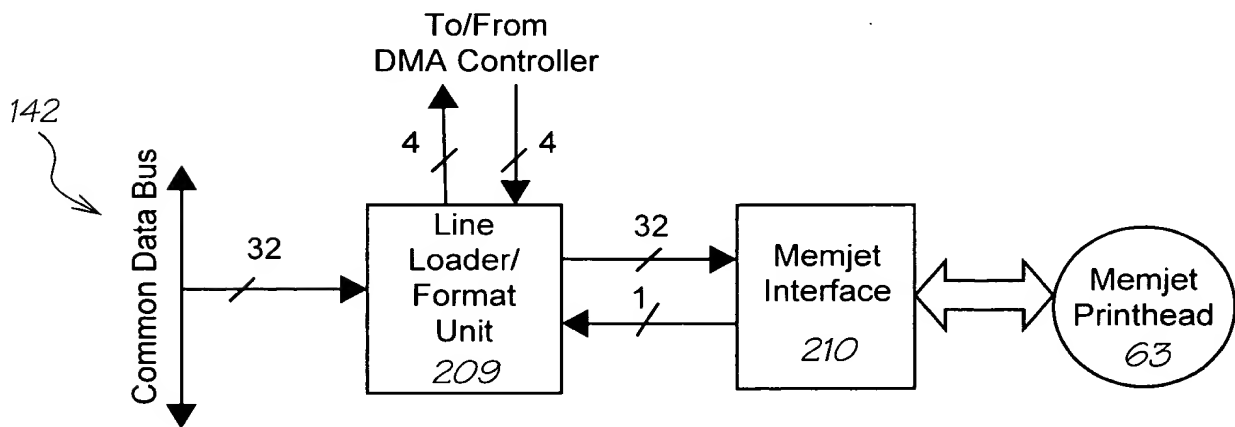 To/From
DMA Controller
142
4
4
Common Data Bus
32
Line
Loader/
Format
Unit
209
32
1
Memjet
Interface
210
Memjet
Printhead
63